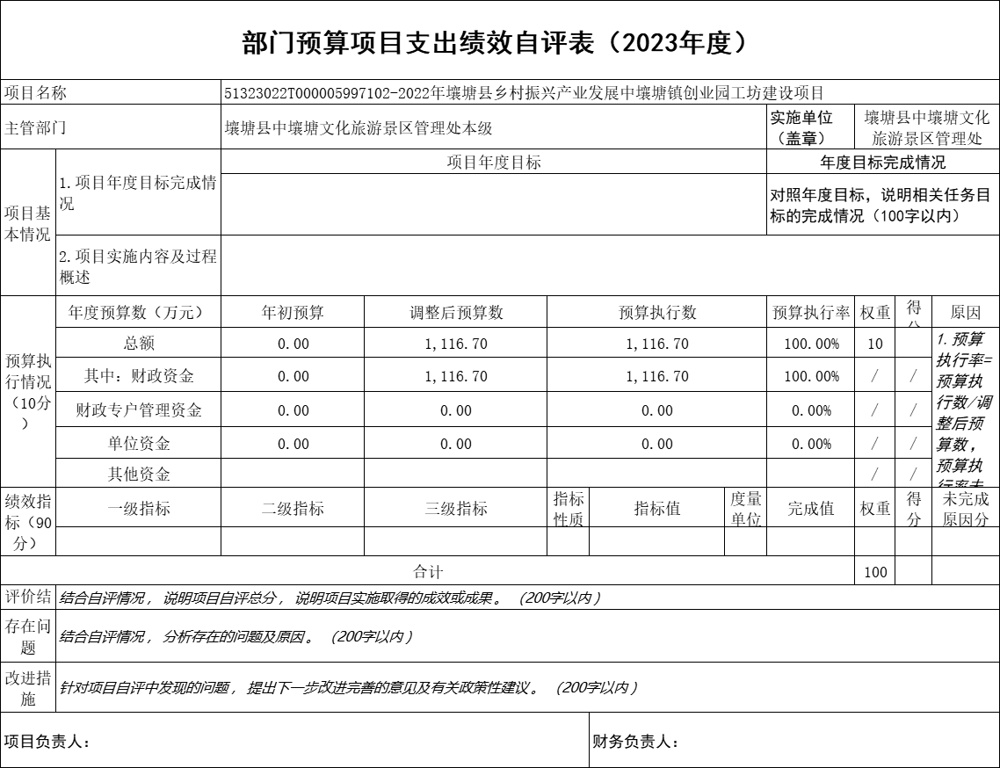 部门预算项目支出绩效自评表（2023年度）
项目名称 51323022T000005997102-2022年壤塘县乡村振兴产业发展中壤塘镇创业园工坊建设项目
主管部门 壤塘县中壤塘文化旅游景区管理处本级 实施单位（盖章） 壤塘县中壤塘文化旅游景区管理处
项目基本情况
1.项目年度目标完成情况
项目年度目标 年度目标完成情况
对照年度目标，说明相关任务目标的完成情况（100字以内）
2.项目实施内容及过程概述
预算执行情况（10分）
年度预算数（万元） 年初预算 调整后预算数 预算执行数 预算执行率 权重 得分 原因
总额 0.00 1,116.70 1,116.70 100.00% 10
1.预算执行率=预算执行数/调整后预算数，预算执行率未
其中：财政资金 0.00 1,116.70 1,116.70 100.00% / /
财政专户管理资金 0.00 0.00 0.00 0.00% / /
单位资金 0.00 0.00 0.00 0.00% / /
其他资金 / /
绩效指标（90分）
一级指标 二级指标 三级指标 指标性质 指标值 度量单位 完成值 权重 得分 未完成原因分
合计 100
评价结 结合自评情况，说明项目自评总分，说明项目实施取得的成效或成果。（200字以内）
存在问题 结合自评情况，分析存在的问题及原因。（200字以内）
改进措施 针对项目自评中发现的问题，提出下一步改进完善的意见及有关政策性建议。（200字以内）
项目负责人： 财务负责人：